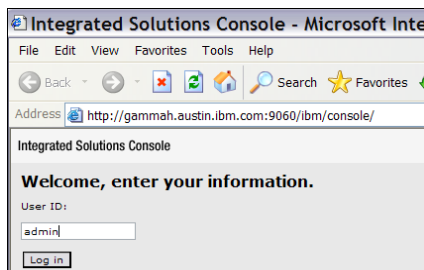 Integrated Solutions Console - Microsoft Inte
File Edit View Favorites Tools Help
Back Search Favorites
Address http://gammah.austin.ibm.com:9060/ibm/console/
Integrated Solutions Console
Welcome, enter your information.
User ID:
admin
Log in